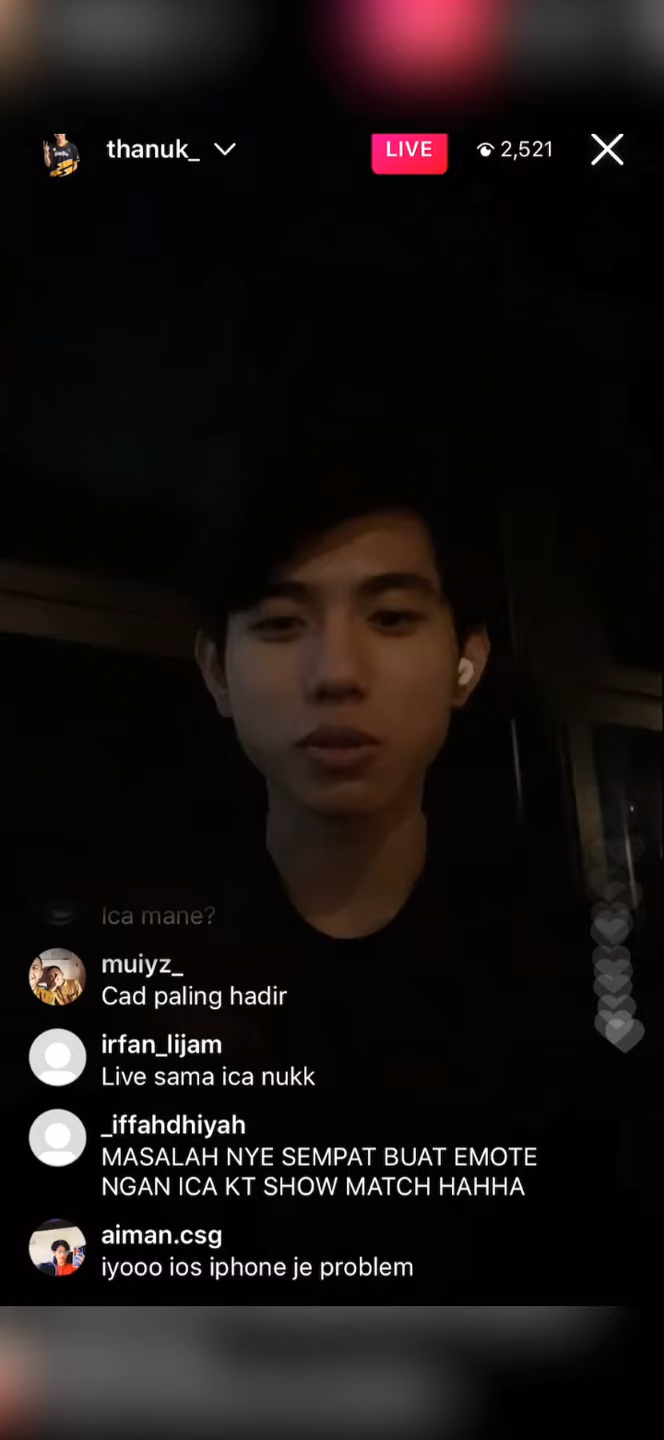 thanuk_
LIVE
2,521
Ica mane?
muiyz_
Cad paling hadir
irfan_lijam
Live sama ica nukk
_iffahdhiyah
MASALAH NYE SEMPAT BUAT EMOTE
NGAN ICA KT SHOW MATCH HAHHA
aiman.csg
iyooo ios iphone je problem